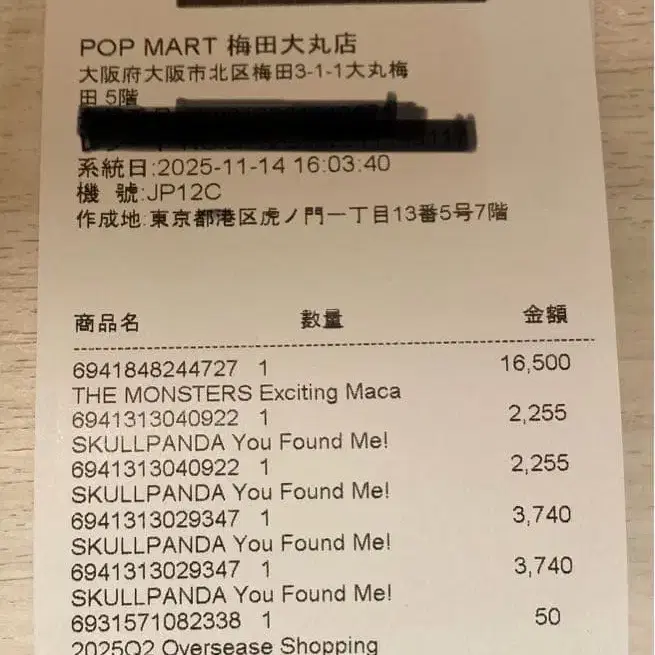 POP MART 梅田大丸店
大阪府大阪市北区梅田3-1-1大丸梅
田 5階
系統日:2025-11-14 16:03:40
機 號:JP12C
作成地:東京都港区虎ノ門一丁目13番5号7階
商品名 数量 金額
6941848244727 1 16,500
THE MONSTERS Exciting Maca
6941313040922 1 2,255
SKULLPANDA You Found Me!
6941313040922 1 2,255
SKULLPANDA You Found Me!
6941313029347 1 3,740
SKULLPANDA You Found Me!
6941313029347 1 3,740
SKULLPANDA You Found Me!
6931571082338 1 50
2025Q2 Oversease Shopping